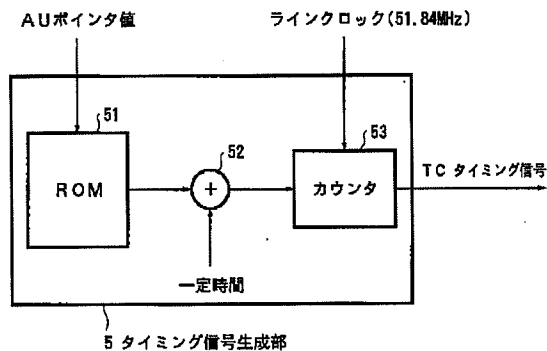 AUポインタ値
ラインクロック(51.84MHz)
51
52
53
ROM
+
カウンタ
TC タイミング信号
一定時間
5 タイミング信号生成部